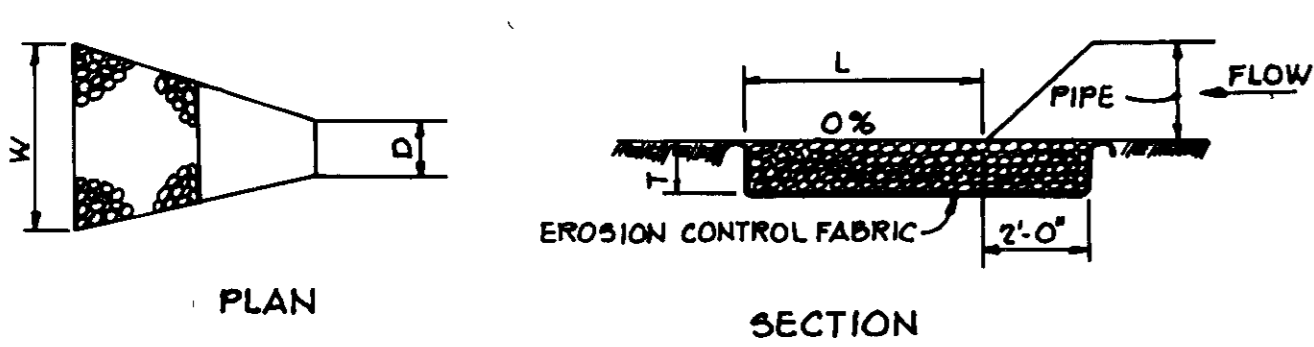 W
D
PLAN
L
0%
PIPE
FLOW
T
EROSION CONTROL FABRIC
2'-0"
SECTION